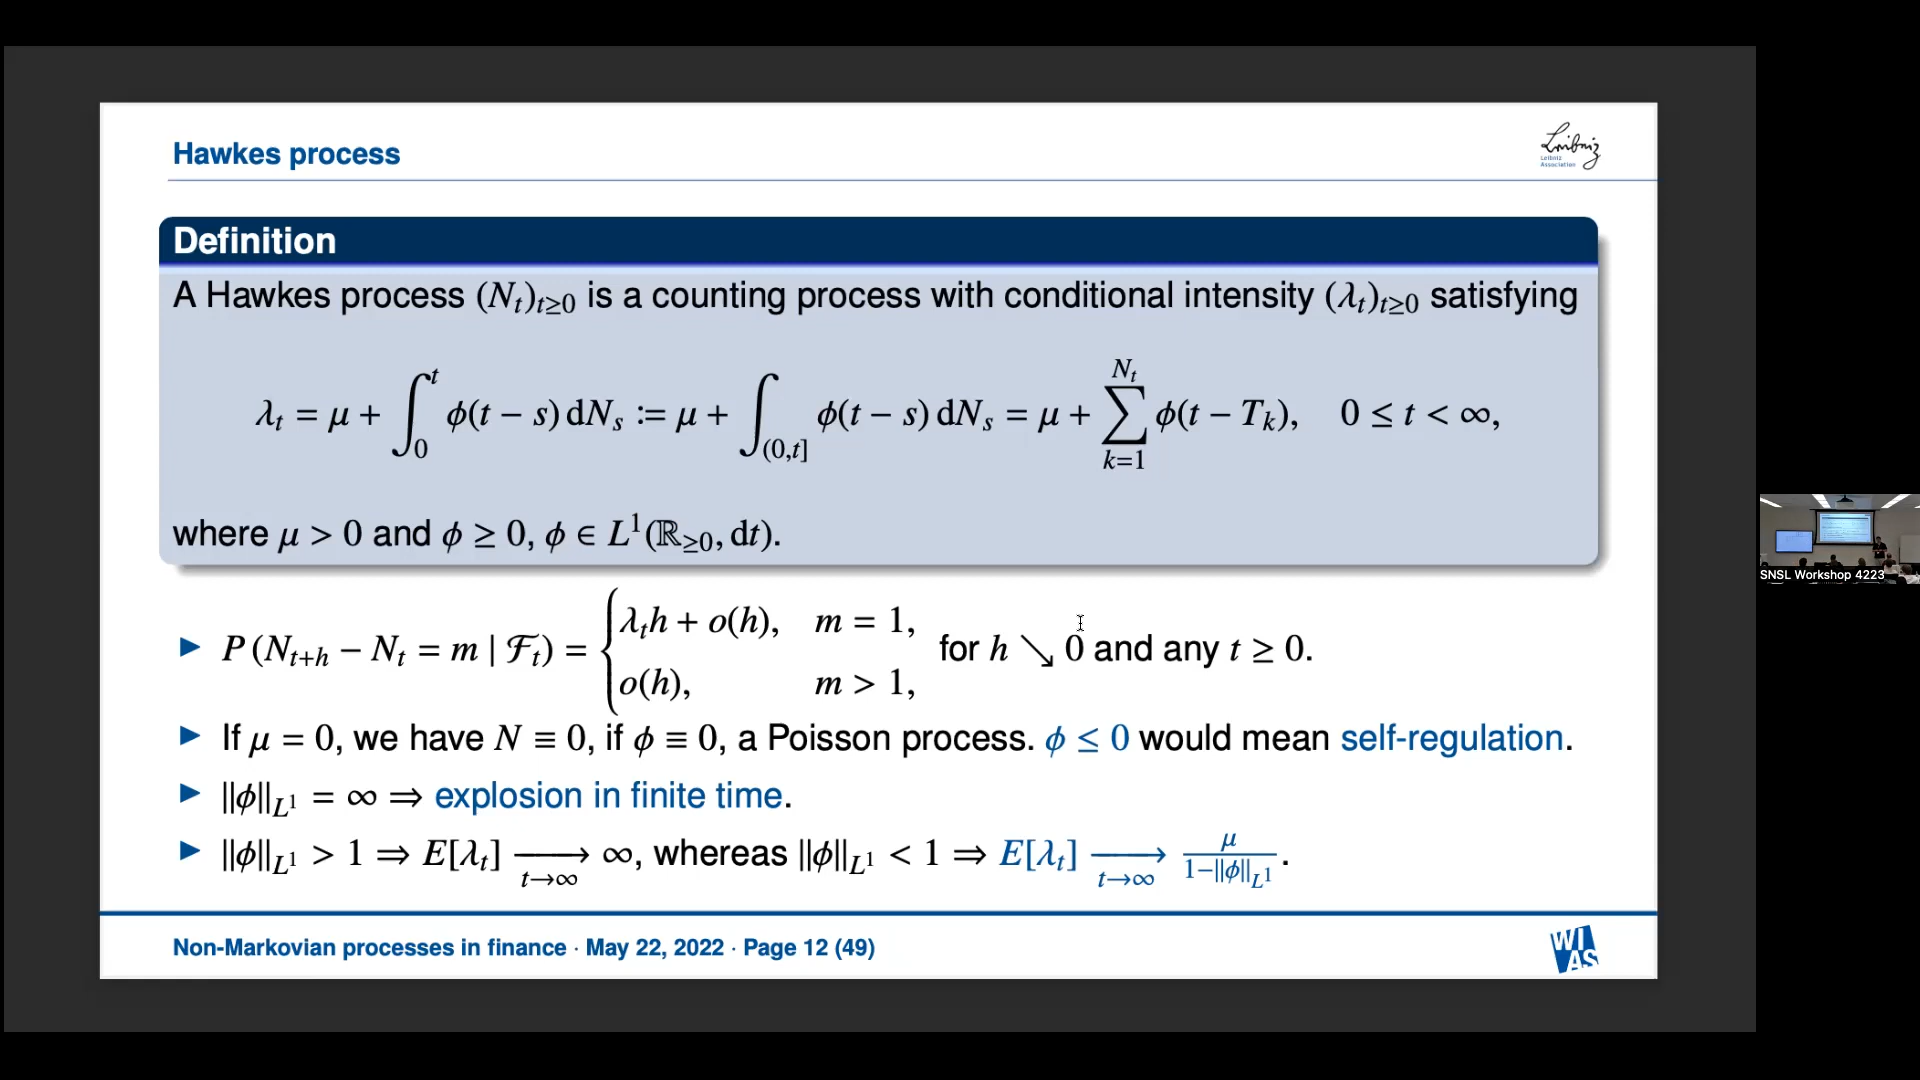 Hawkes process
Leibniz
Leibniz
Association
Definition
A Hawkes process (N_t)_{t≥0} is a counting process with conditional intensity (λ_t)_{t≥0} satisfying
λ_t = μ + ∫_0^t ϕ(t − s) dN_s := μ + ∫_{(0,t]} ϕ(t − s) dN_s = μ + ∑_{k=1}^{N_t} ϕ(t − T_k), 0 ≤ t < ∞,
where μ > 0 and ϕ ≥ 0, ϕ ∈ L^1(ℝ_{≥0}, dt).
► P(N_{t+h} − N_t = m | ℱ_t) = { λ_t h + o(h), m = 1, o(h), m > 1, for h ↘ 0 and any t ≥ 0.
► If μ = 0, we have N ≡ 0, if ϕ ≡ 0, a Poisson process. ϕ ≤ 0 would mean self-regulation.
► ‖ϕ‖_{L^1} = ∞ ⇒ explosion in finite time.
► ‖ϕ‖_{L^1} > 1 ⇒ E[λ_t] ⟶_{t→∞} ∞, whereas ‖ϕ‖_{L^1} < 1 ⇒ E[λ_t] ⟶_{t→∞} μ/(1−‖ϕ‖_{L^1}).
Non-Markovian processes in finance · May 22, 2022 · Page 12 (49)
WI
AS
SNSL Workshop 4223